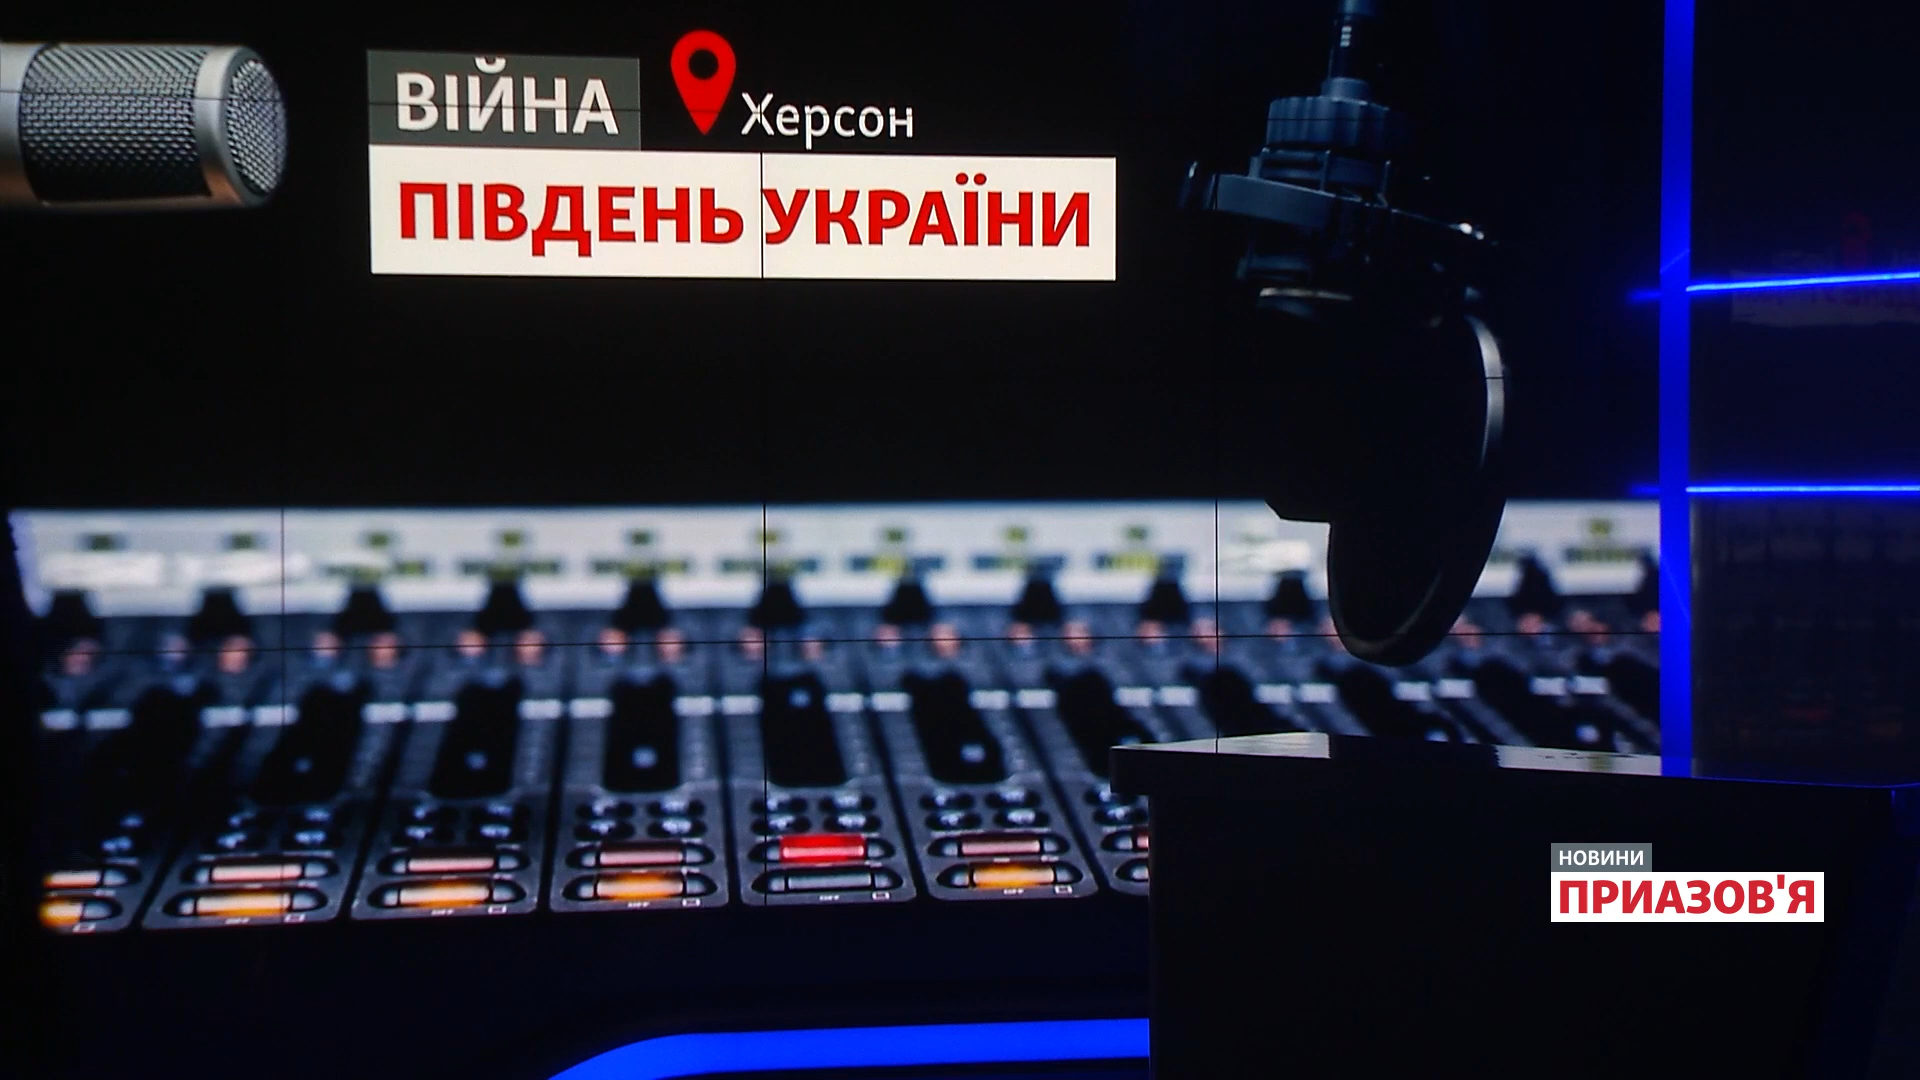 ВІЙНА
Херсон
ПІВДЕНЬ УКРАЇНИ
НОВИНИ
ПРИАЗОВ'Я